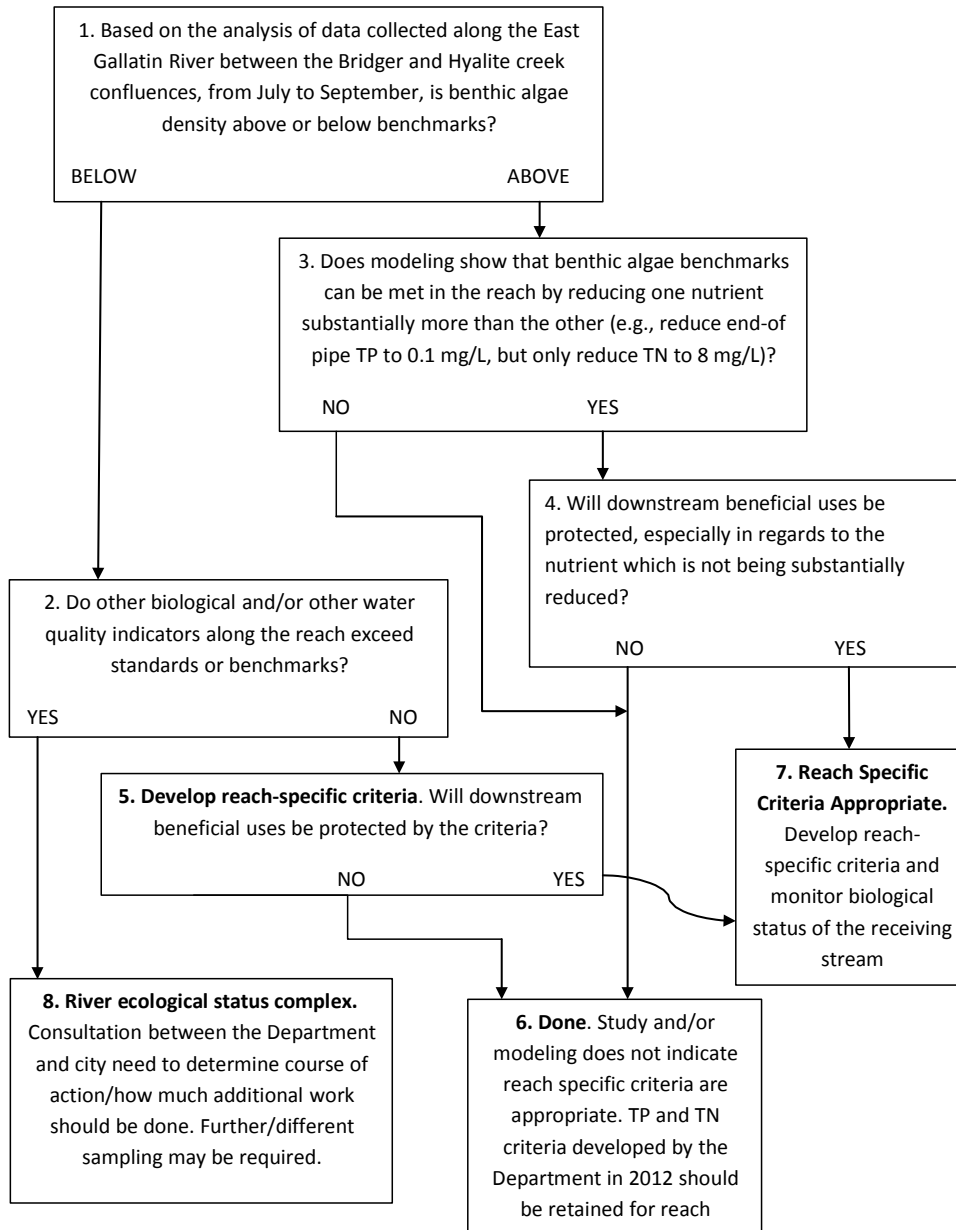 1. Based on the analysis of data collected along the East
Gallatin River between the Bridger and Hyalite creek
confluences, from July to September, is benthic algae
density above or below benchmarks?
BELOW ABOVE
3. Does modeling show that benthic algae benchmarks
can be met in the reach by reducing one nutrient
substantially more than the other (e.g., reduce end-of
pipe TP to 0.1 mg/L, but only reduce TN to 8 mg/L)?
NO YES
4. Will downstream beneficial uses be
protected, especially in regards to the
nutrient which is not being substantially
reduced?
NO YES
2. Do other biological and/or other water
quality indicators along the reach exceed
standards or benchmarks?
YES NO
5. Develop reach-specific criteria. Will downstream
beneficial uses be protected by the criteria?
NO YES
7. Reach Specific
Criteria Appropriate.
Develop reach-
specific criteria and
monitor biological
status of the receiving
stream
8. River ecological status complex.
Consultation between the Department
and city need to determine course of
action/how much additional work
should be done. Further/different
sampling may be required.
6. Done. Study and/or
modeling does not indicate
reach specific criteria are
appropriate. TP and TN
criteria developed by the
Department in 2012 should
be retained for reach